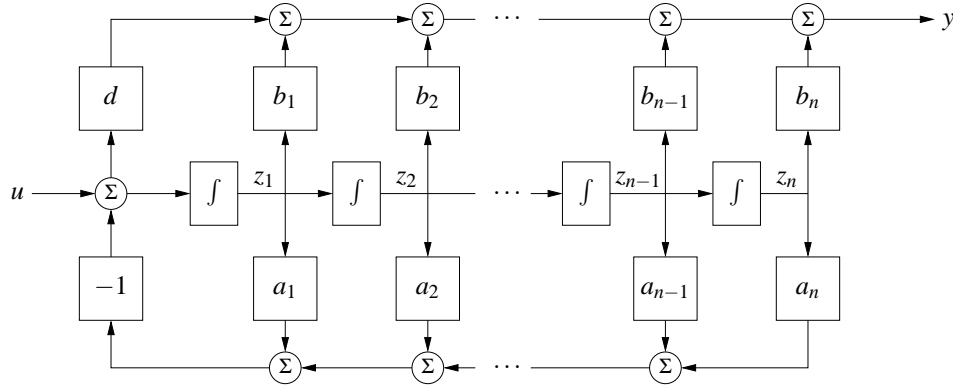 Σ Σ ⋯ Σ Σ y
d b₁ b₂ bₙ₋₁ bₙ
u Σ ∫ z₁ ∫ z₂ ⋯ ∫ zₙ₋₁ ∫ zₙ
−1 a₁ a₂ aₙ₋₁ aₙ
Σ Σ ⋯ Σ